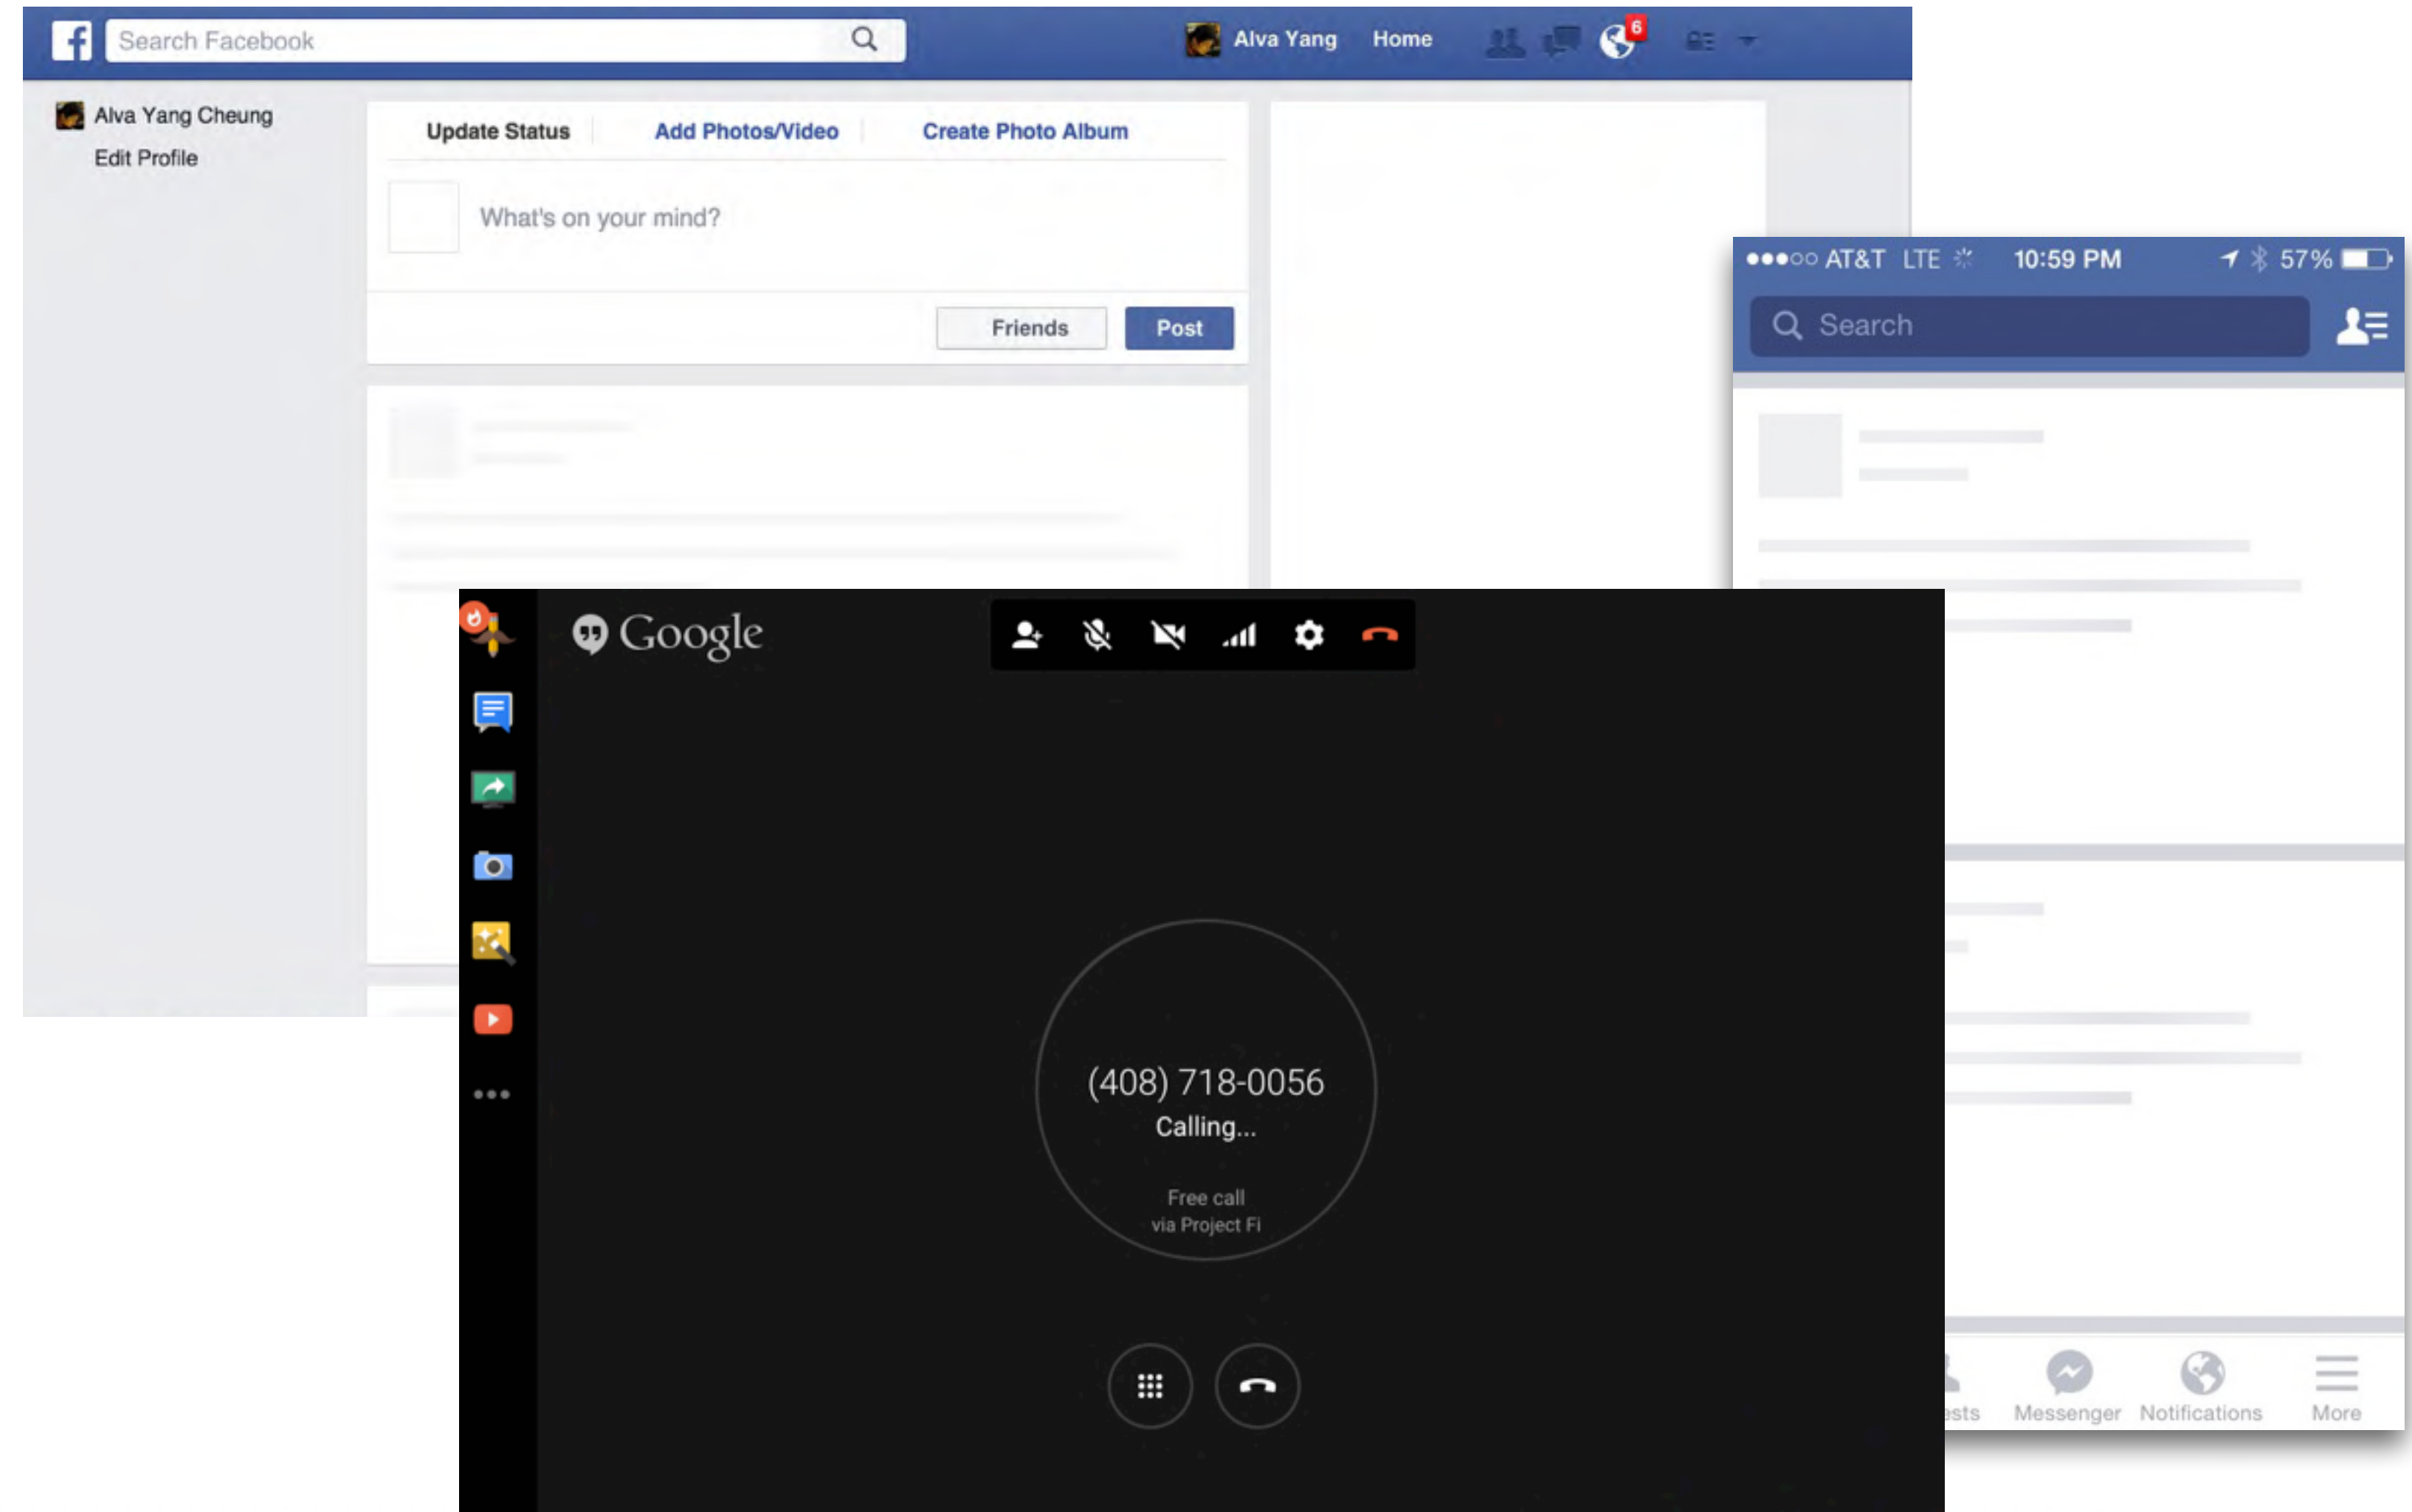 f Search Facebook
Alva Yang Home 6
Alva Yang Cheung
Edit Profile
Update Status Add Photos/Video Create Photo Album
What's on your mind?
Friends Post
AT&T LTE 10:59 PM 57%
Search
Google
(408) 718-0056
Calling...
Free call
via Project Fi
ests Messenger Notifications More